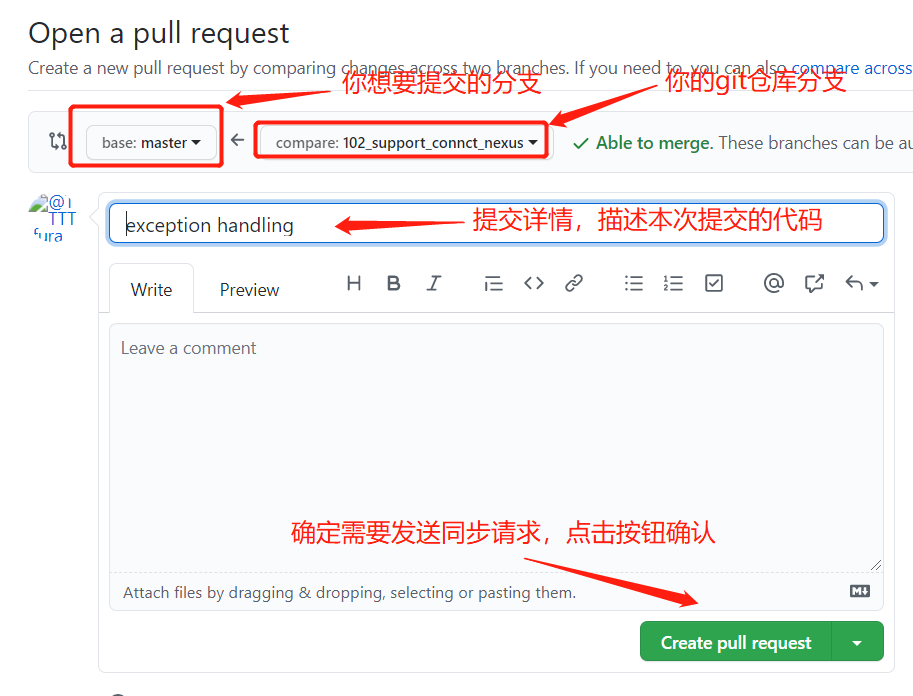 Open a pull request
Create a new pull request by comparing changes across two branches. If you need to, you can also compare across
你想要提交的分支
你的git仓库分支
base: master
compare: 102_support_connct_nexus
Able to merge. These branches can be au
exception handling
提交详情，描述本次提交的代码
Write
Preview
Leave a comment
确定需要发送同步请求，点击按钮确认
Attach files by dragging & dropping, selecting or pasting them.
Create pull request